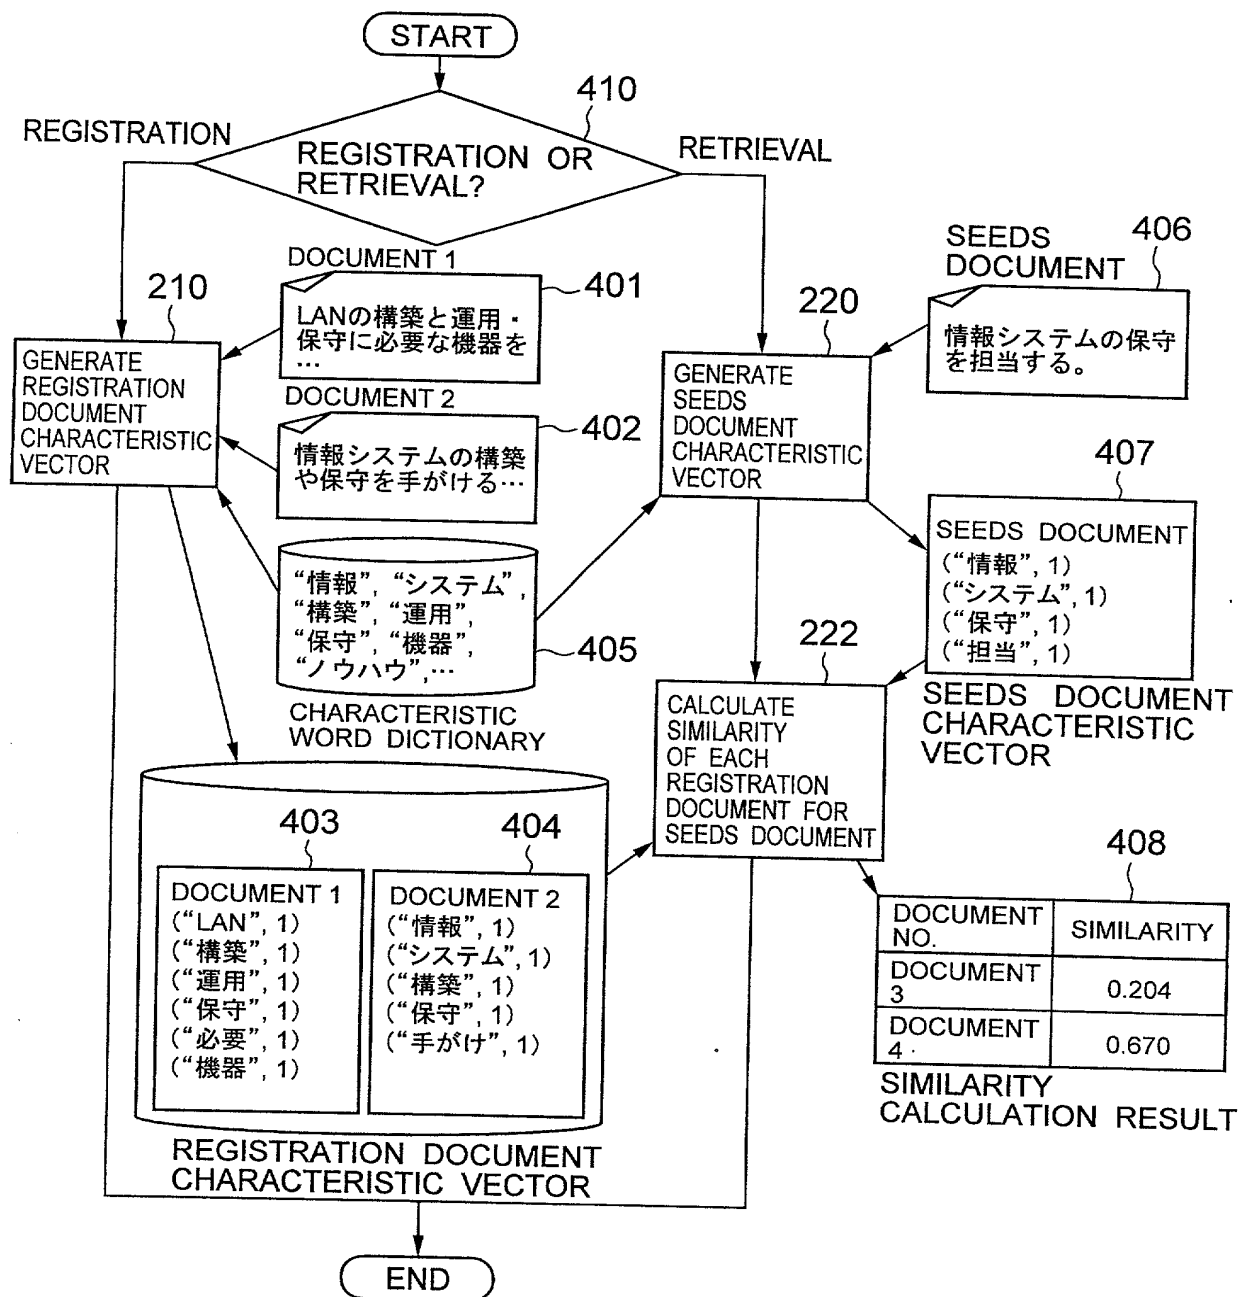 START
410
REGISTRATION
REGISTRATION OR
RETRIEVAL?
RETRIEVAL
DOCUMENT 1
401
LANの構築と運用・
保守に必要な機器を
…
210
GENERATE
REGISTRATION
DOCUMENT
CHARACTERISTIC
VECTOR
DOCUMENT 2
402
情報システムの構築
や保守を手がける…
“情報”, “システム”,
“構築”, “運用”,
“保守”, “機器”,
“ノウハウ”,…
405
CHARACTERISTIC
WORD DICTIONARY
220
GENERATE
SEEDS
DOCUMENT
CHARACTERISTIC
VECTOR
SEEDS
DOCUMENT
406
情報システムの保守
を担当する。
407
SEEDS DOCUMENT
(“情報”, 1)
(“システム”, 1)
(“保守”, 1)
(“担当”, 1)
SEEDS DOCUMENT
CHARACTERISTIC
VECTOR
222
CALCULATE
SIMILARITY
OF EACH
REGISTRATION
DOCUMENT FOR
SEEDS DOCUMENT
403
DOCUMENT 1
(“LAN”, 1)
(“構築”, 1)
(“運用”, 1)
(“保守”, 1)
(“必要”, 1)
(“機器”, 1)
404
DOCUMENT 2
(“情報”, 1)
(“システム”, 1)
(“構築”, 1)
(“保守”, 1)
(“手がけ”, 1)
REGISTRATION DOCUMENT
CHARACTERISTIC VECTOR
408
DOCUMENT
NO.
SIMILARITY
DOCUMENT
3
0.204
DOCUMENT
4
0.670
SIMILARITY
CALCULATION RESULT
END